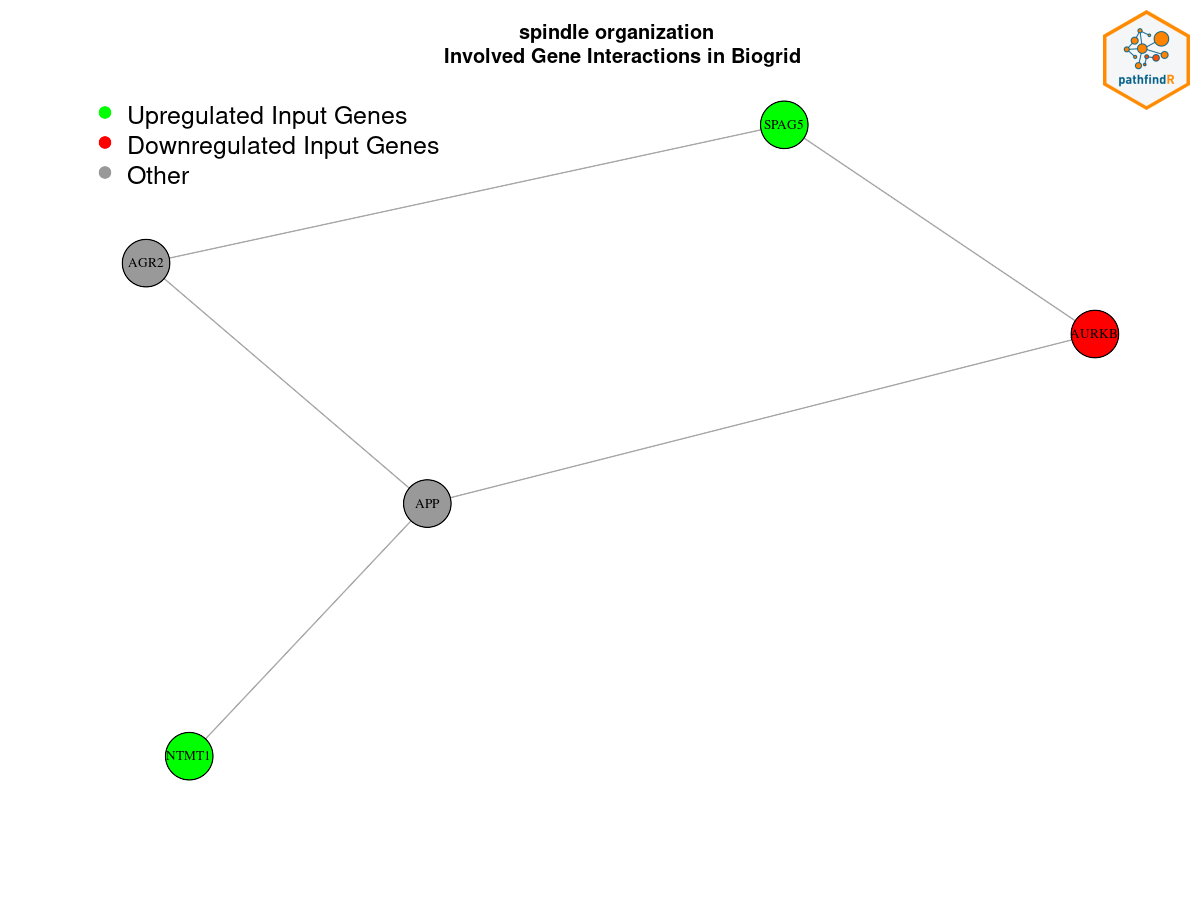 spindle organization
Involved Gene Interactions in Biogrid
pathfindR
Upregulated Input Genes
Downregulated Input Genes
Other
SPAG5
AGR2
AURKB
APP
NTMT1